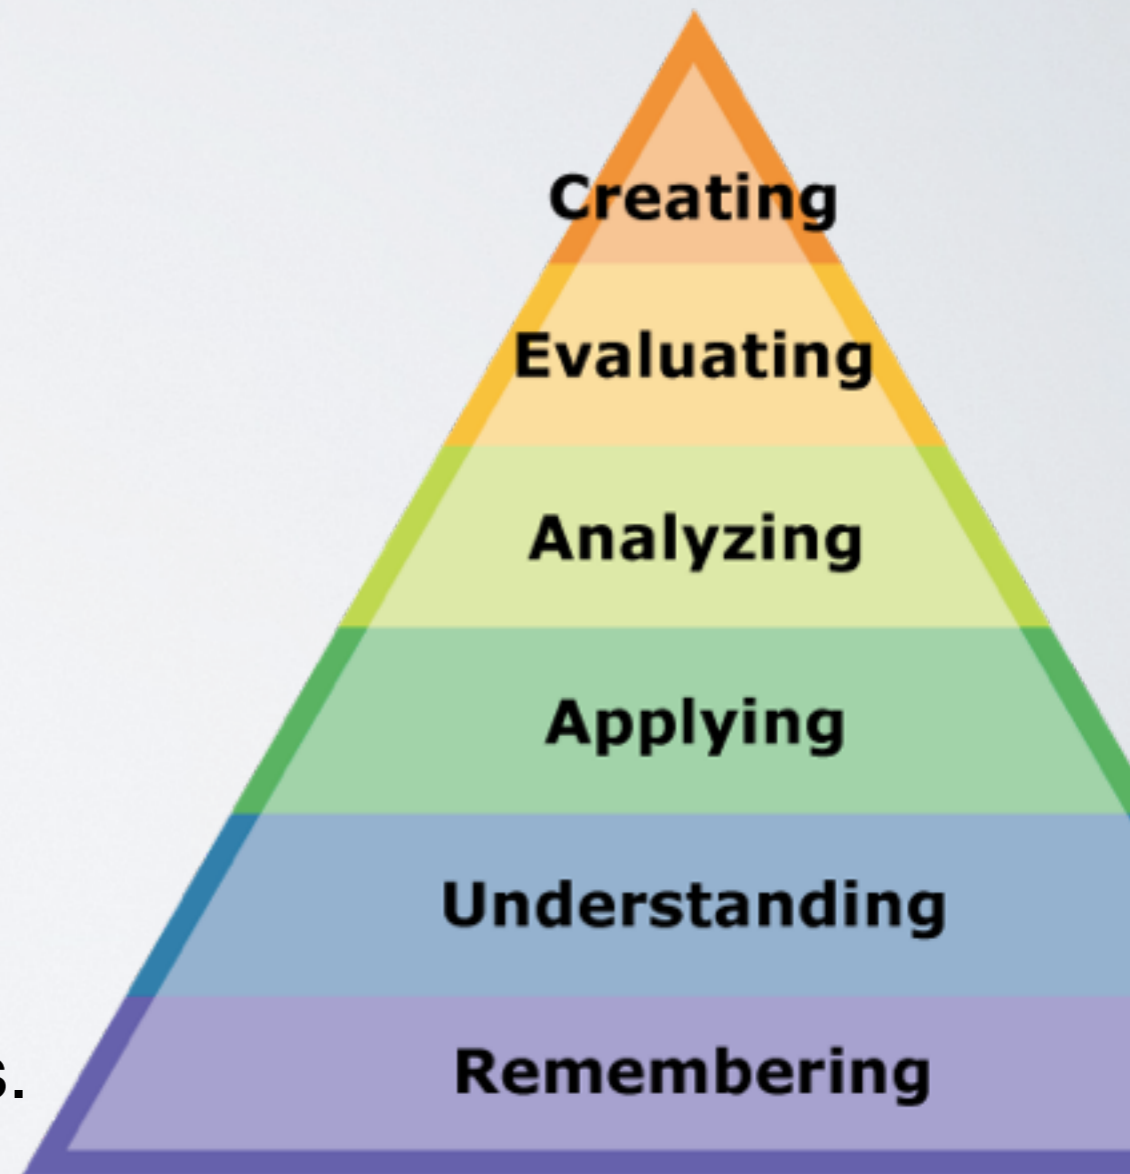 Creating
Evaluating
Analyzing
Applying
Understanding
Remembering